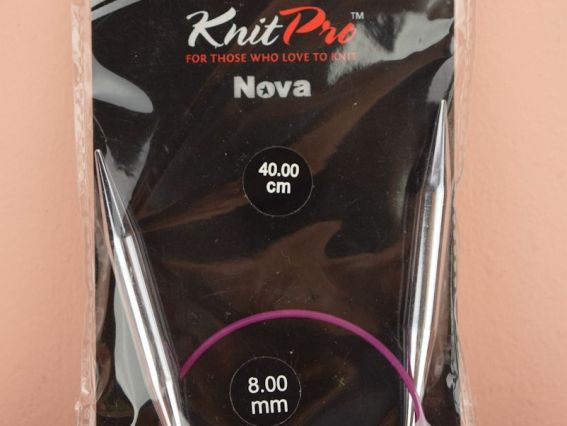 KnitPro™
FOR THOSE WHO LOVE TO KNIT
Nova
40.00
cm
8.00
mm